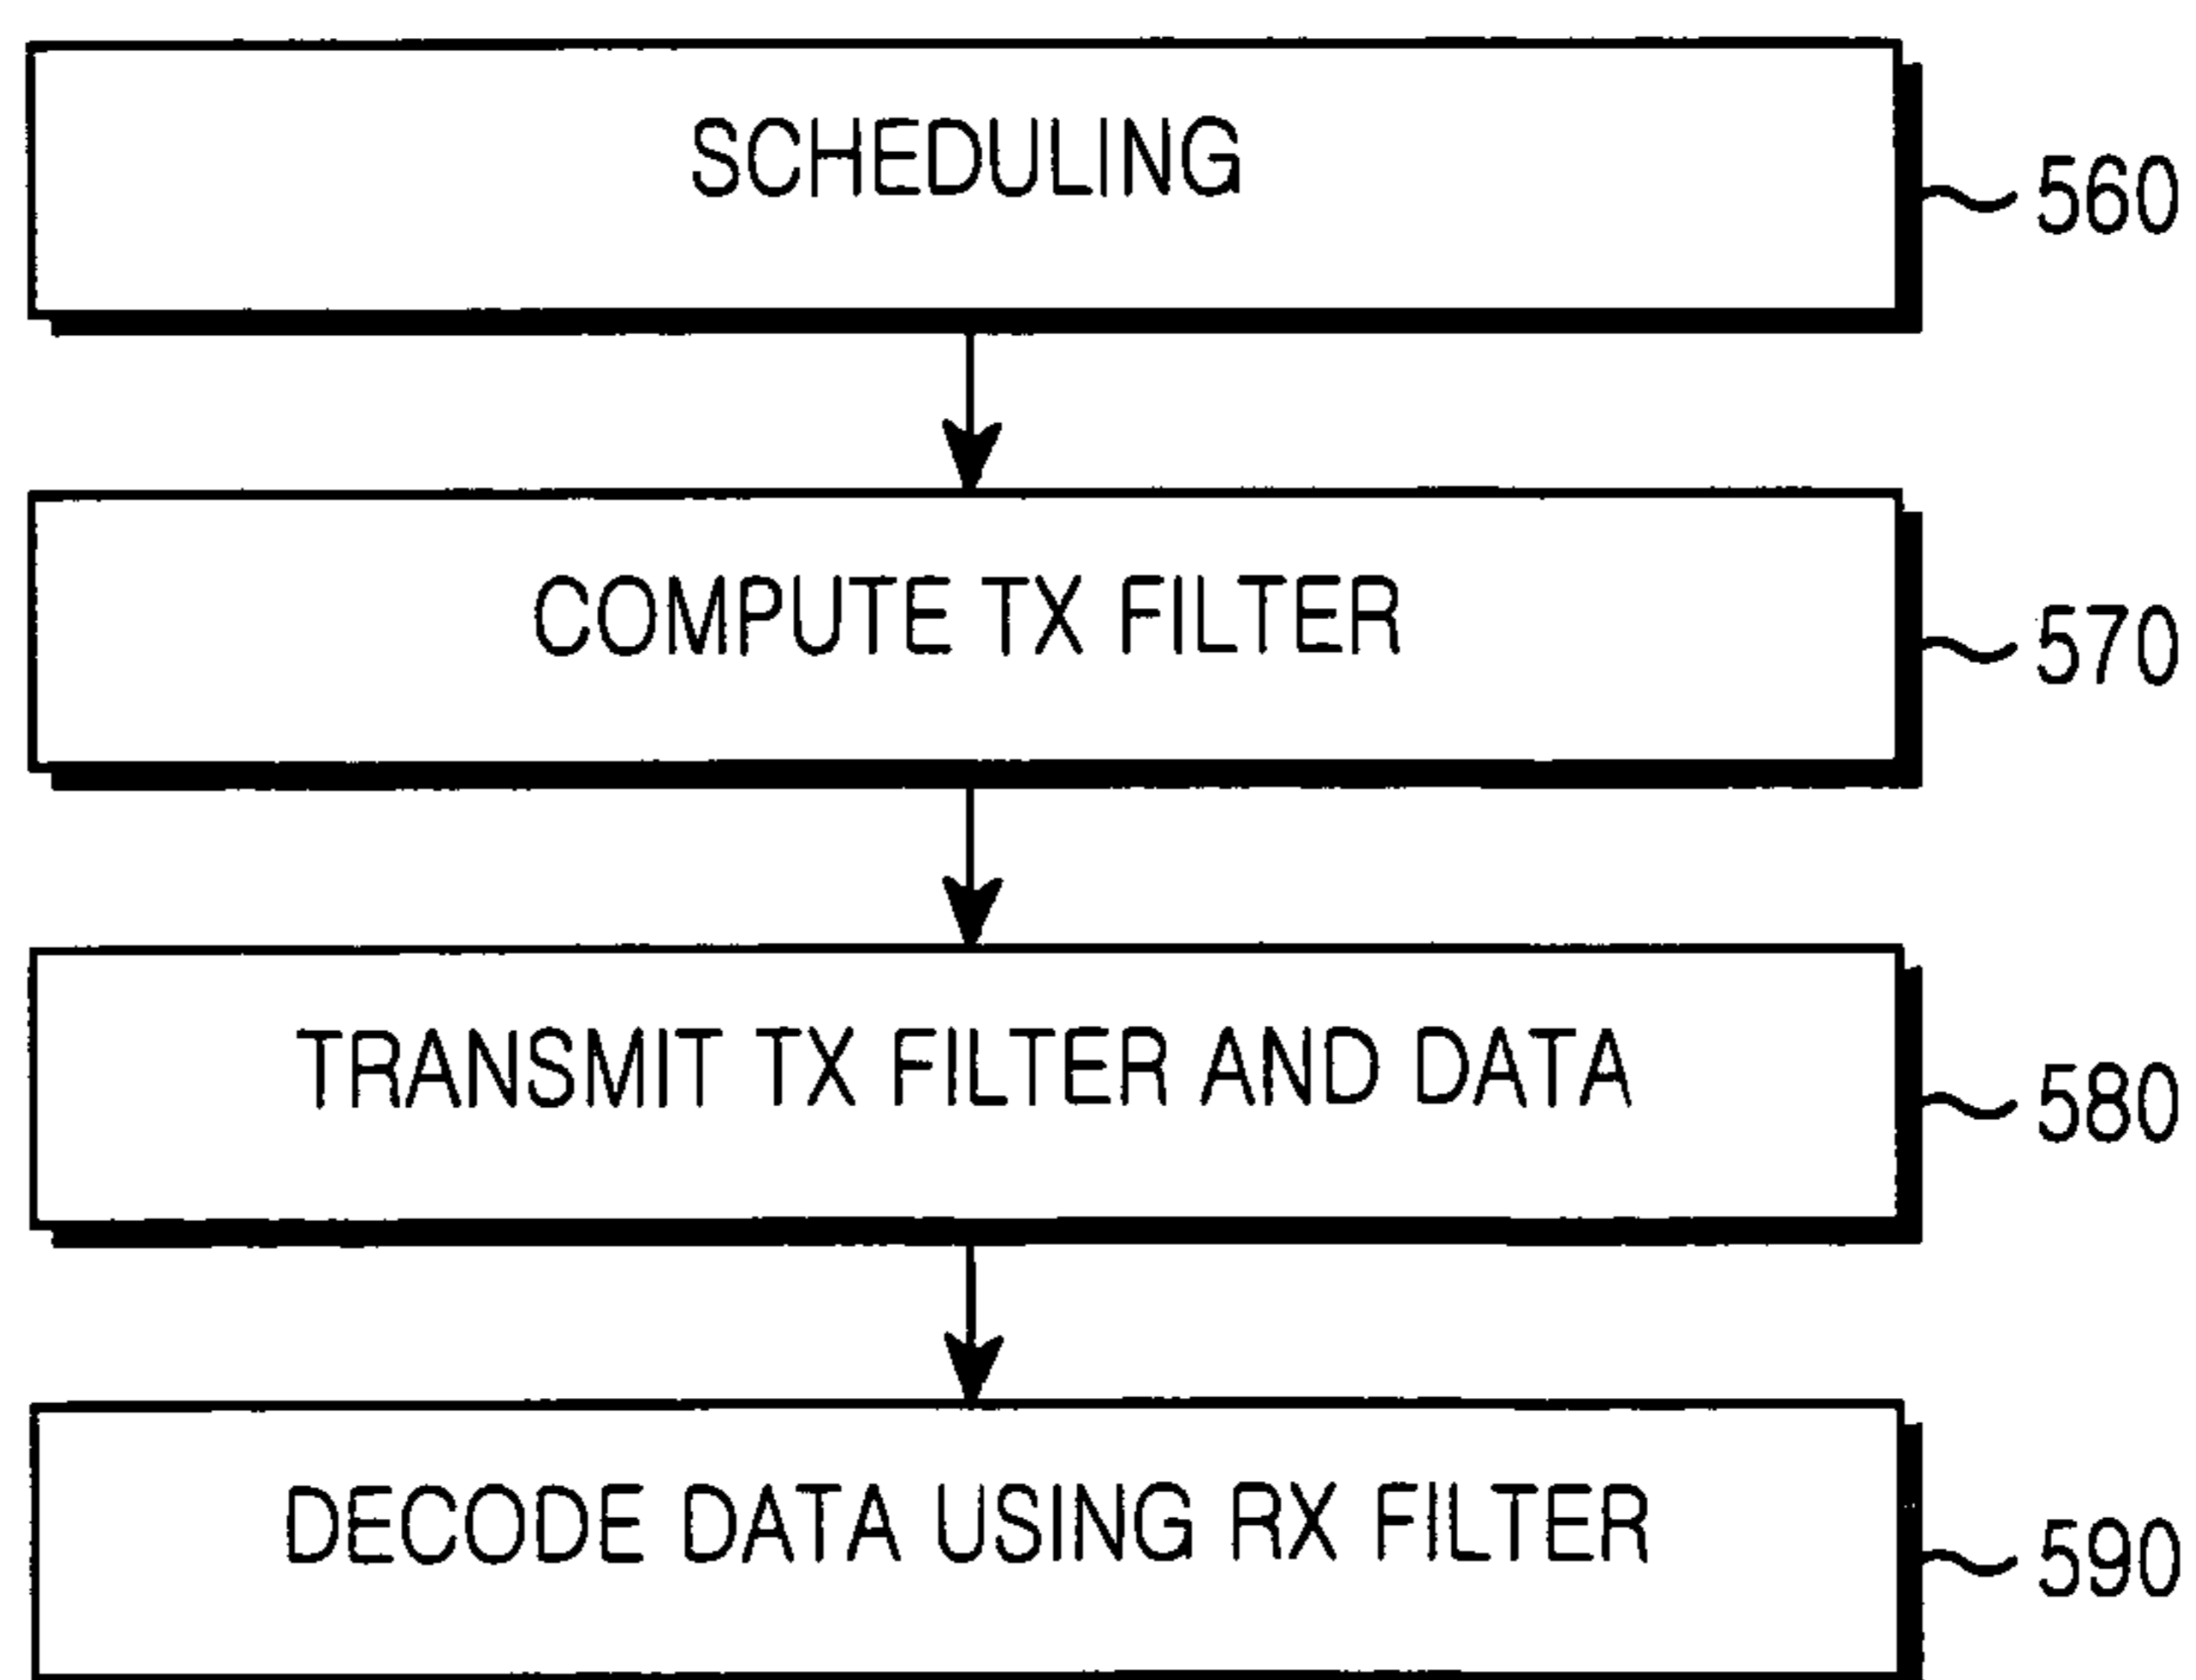 SCHEDULING
560
COMPUTE TX FILTER
570
TRANSMIT TX FILTER AND DATA
580
DECODE DATA USING RX FILTER
590